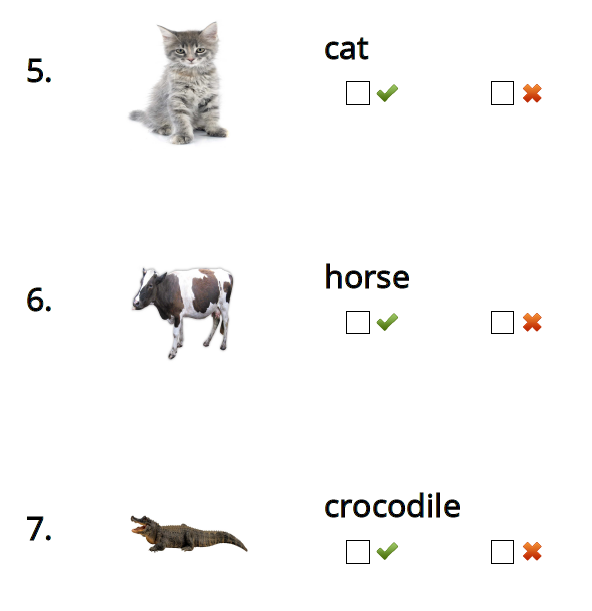 5.
cat
6.
horse
7.
crocodile